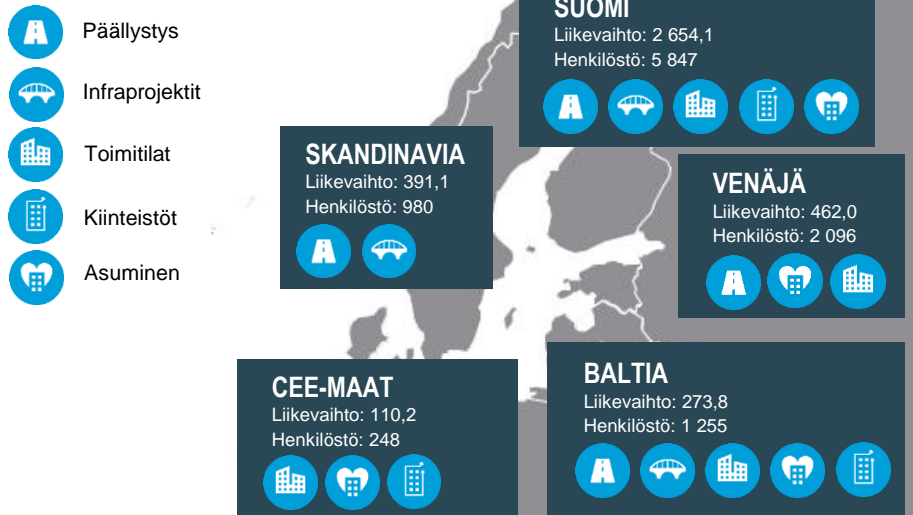 Päällystys
Infraprojektit
Toimitilat
Kiinteistöt
Asuminen
SUOMI
Liikevaihto: 2 654,1
Henkilöstö: 5 847
SKANDINAVIA
Liikevaihto: 391,1
Henkilöstö: 980
VENÄJÄ
Liikevaihto: 462,0
Henkilöstö: 2 096
CEE-MAAT
Liikevaihto: 110,2
Henkilöstö: 248
BALTIA
Liikevaihto: 273,8
Henkilöstö: 1 255